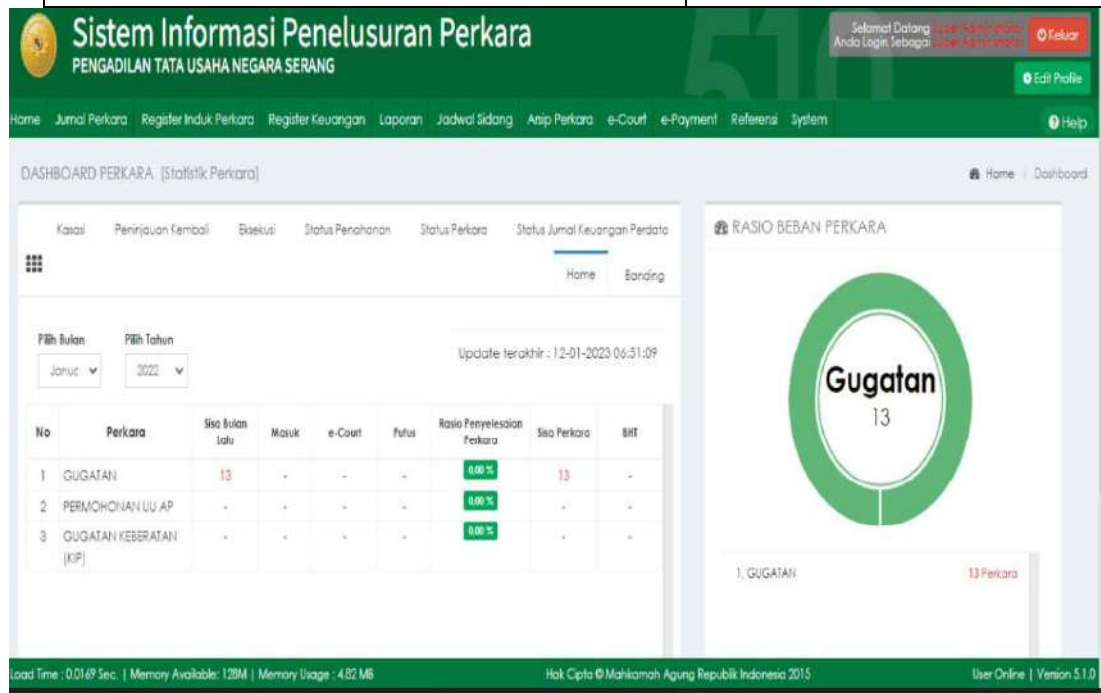 Sistem Informasi Penelusuran Perkara
PENGADILAN TATA USAHA NEGARA SERANG
510
Selamat Datang
Anda Login Sebagai
Keluar
Edit Profile
Home Jurnal Perkara Register Induk Perkara Register Keuangan Laporan Jadwal Sidang Arsip Perkara e-Court e-Payment Referensi System
Help
DASHBOARD PERKARA [Statistik Perkara]
Home | Dashboard
Kasasi Peninjauan Kembali Eksekusi Status Penahanan Status Perkara Status Jurnal Keuangan Perdata
Home Banding
Pilih Bulan Pilih Tahun
Januc 2022
Update terakhir : 12-01-2023 06:51:09
No Perkara Sisa Bulan Lalu Masuk e-Court Putus Rasio Penyelesaian Perkara Sisa Perkara BHT
1 GUGATAN 13 - - - 0.00 % 13 -
2 PERMOHONAN UU AP - - - - 0.00 % - -
3 GUGATAN KEBERATAN (KIP) - - - - 0.00 % - -
RASIO BEBAN PERKARA
Gugatan
13
1. GUGATAN 13 Perkara
Load Time : 0.0169 Sec. | Memory Available: 128M | Memory Usage : 4.82 MB
Hak Cipta © Mahkamah Agung Republik Indonesia 2015
User Online | Version 5.1.0